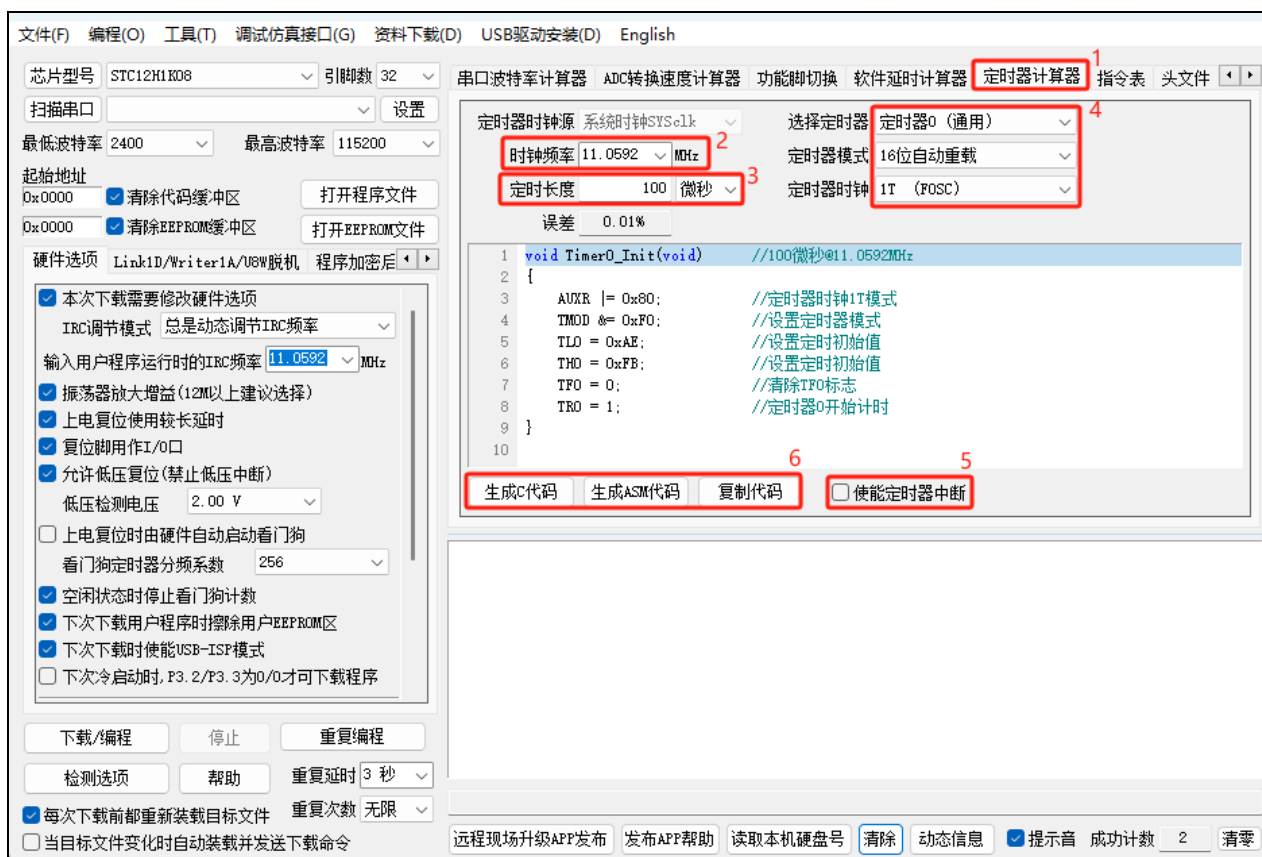 文件(F) 编程(O) 工具(T) 调试仿真接口(G) 资料下载(D) USB驱动安装(D) English
芯片型号 STC12H1K08 引脚数 32
扫描串口 设置
最低波特率 2400 最高波特率 115200
起始地址
0x0000 清除代码缓冲区 打开程序文件
0x0000 清除EEPROM缓冲区 打开EEPROM文件
硬件选项 Link1D/Writer1A/U8W脱机 程序加密后
本次下载需要修改硬件选项
IRC调节模式 总是动态调节IRC频率
输入用户程序运行时的IRC频率 11.0592 MHz
振荡器放大增益(12M以上建议选择)
上电复位使用较长延时
复位脚用作I/O口
允许低压复位(禁止低压中断)
低压检测电压 2.00 V
上电复位时由硬件自动启动看门狗
看门狗定时器分频系数 256
空闲状态时停止看门狗计数
下次下载用户程序时擦除用户EEPROM区
下次下载时使能USB-ISP模式
下次冷启动时,P3.2/P3.3为0/0才可下载程序
下载/编程 停止 重复编程
检测选项 帮助 重复延时 3 秒
每次下载前都重新装载目标文件 重复次数 无限
当目标文件变化时自动装载并发送下载命令
1
串口波特率计算器 ADC转换速度计算器 功能脚切换 软件延时计算器 定时器计算器 指令表 头文件
4
定时器时钟源 系统时钟SYSclk 选择定时器 定时器0 (通用)
2
时钟频率 11.0592 MHz 定时器模式 16位自动重载
3
定时长度 100 微秒 定时器时钟 1T (FOSC)
误差 0.01%
1 void Timer0_Init(void) //100微秒@11.0592MHz
2 {
3 AUXR |= 0x80; //定时器时钟1T模式
4 TMOD &= 0xF0; //设置定时器模式
5 TL0 = 0xAE; //设置定时初始值
6 TH0 = 0xFB; //设置定时初始值
7 TF0 = 0; //清除TF0标志
8 TR0 = 1; //定时器0开始计时
9 }
10
6 5
生成C代码 生成ASM代码 复制代码 使能定时器中断
远程现场升级APP发布 发布APP帮助 读取本机硬盘号 清除 动态信息 提示音 成功计数 2 清零